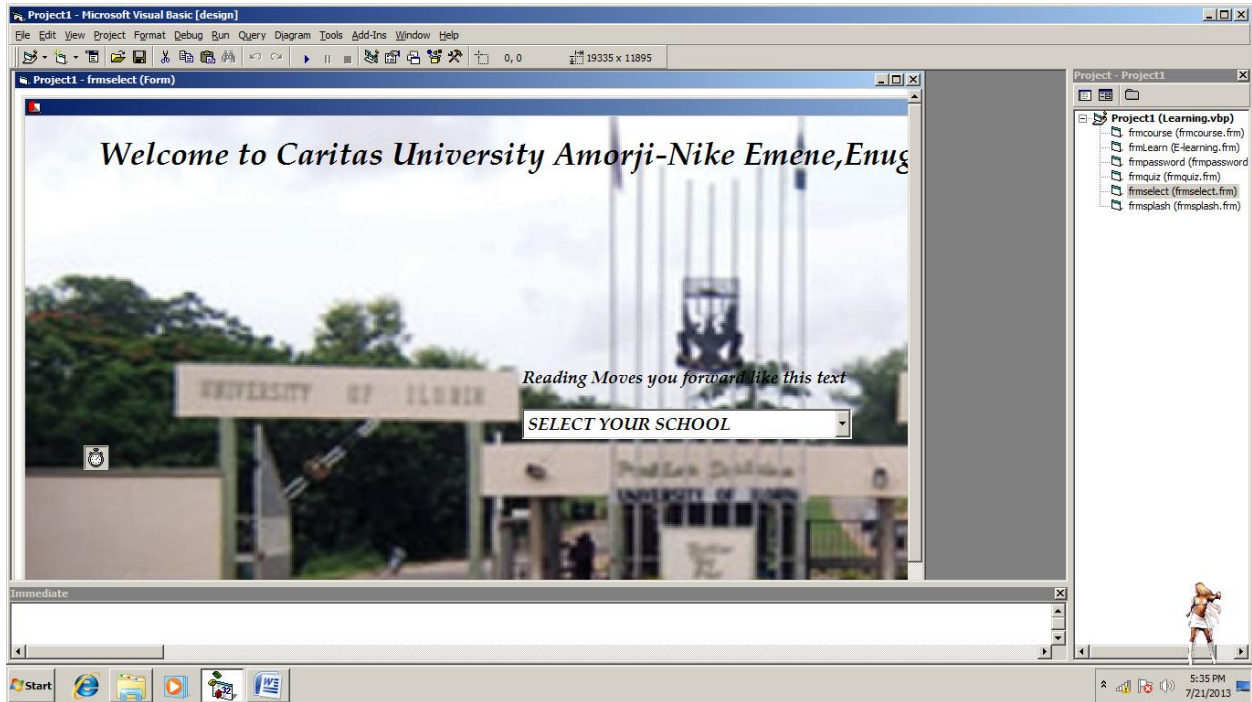 Project1 - Microsoft Visual Basic [design]
File Edit View Project Format Debug Run Query Diagram Tools Add-Ins Window Help
0, 0 19335 x 11895
Project1 - frmselect (Form)
Welcome to Caritas University Amorji-Nike Emene,Enug
UNIVERSITY OF ILORIN
Reading Moves you forward like this text
SELECT YOUR SCHOOL
UNIVERSITY OF ILORIN
Immediate
Project - Project1
Project1 (Learning.vbp)
frmcourse (frmcourse.frm)
frmLearn (E-learning.frm)
frmpassword (frmpassword
frmquiz (frmquiz.frm)
frmselect (frmselect.frm)
frmsplash (frmsplash.frm)
Start
5:35 PM
7/21/2013